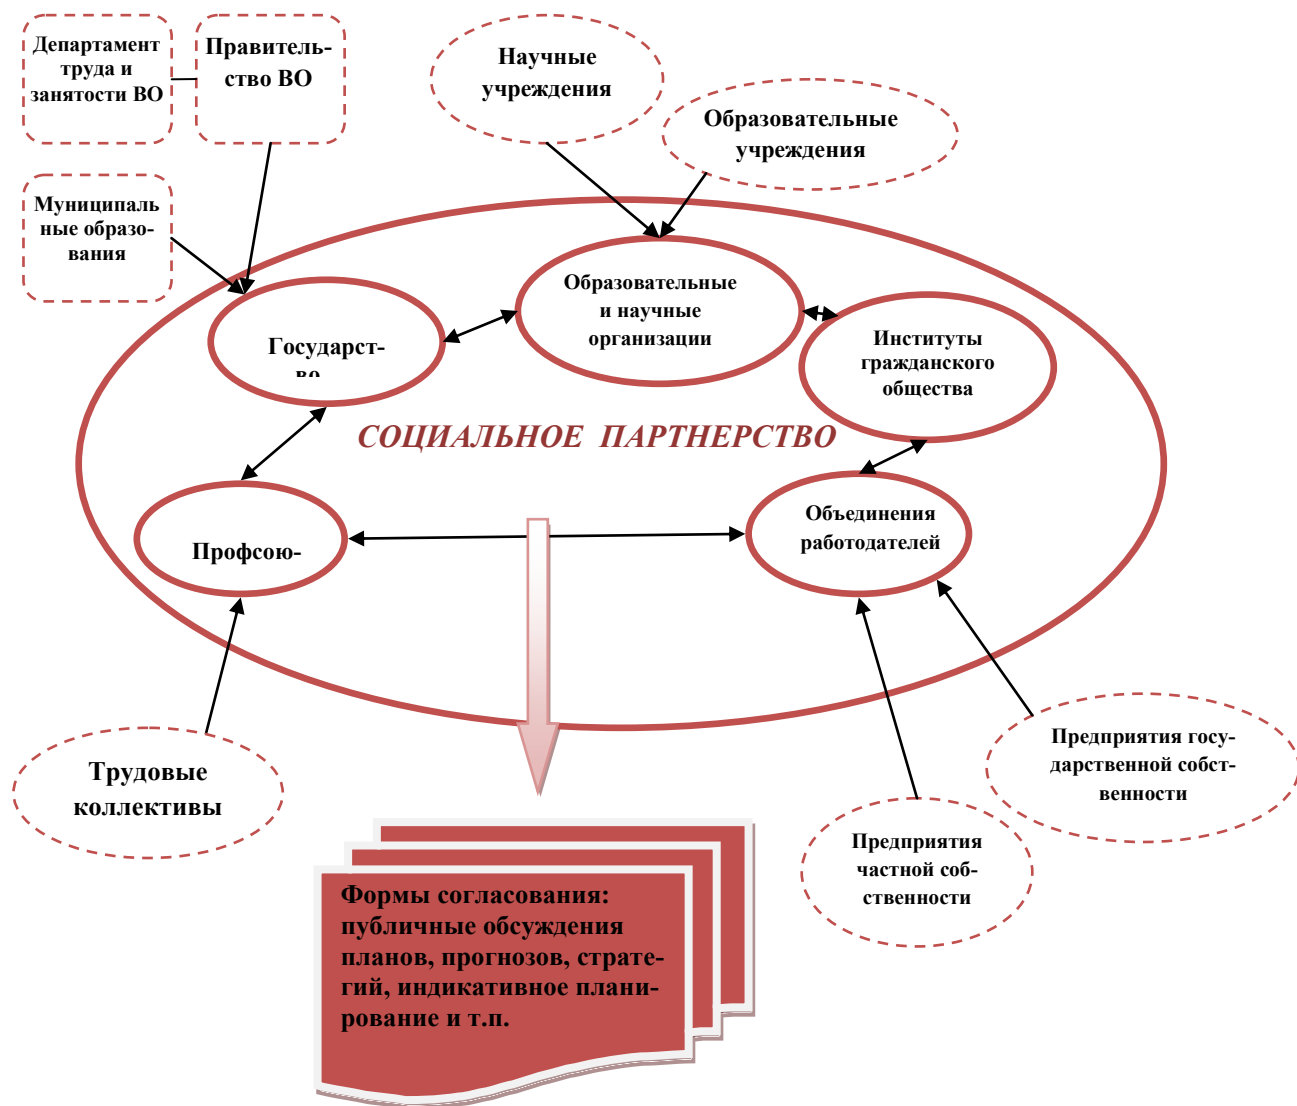 Департамент
труда и
занятости ВО
Правитель-
ство ВО
Научные
учреждения
Образовательные
учреждения
Муниципаль
ные образо-
вания
Образовательные
и научные
организации
Государст-
во
Институты
гражданского
общества
СОЦИАЛЬНОЕ ПАРТНЕРСТВО
Профсою-
Объединения
работодателей
Трудовые
коллективы
Предприятия госу-
дарственной собст-
венности
Предприятия
частной соб-
ственности
Формы согласования:
публичные обсуждения
планов, прогнозов, страте-
гий, индикативное плани-
рование и т.п.